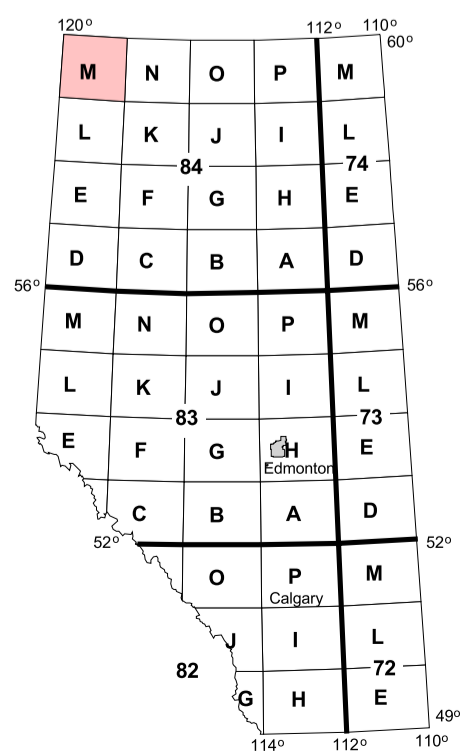 120° 112° 110°
60°
M N O P M
L K J I L
84 74
E F G H E
D C B A D
56° 56°
M N O P M
L K J I L
83 73
E F G H E
Edmonton
C B A D
52° 52°
O P M
Calgary
J I L
82 72
G H E
49°
114° 112° 110°